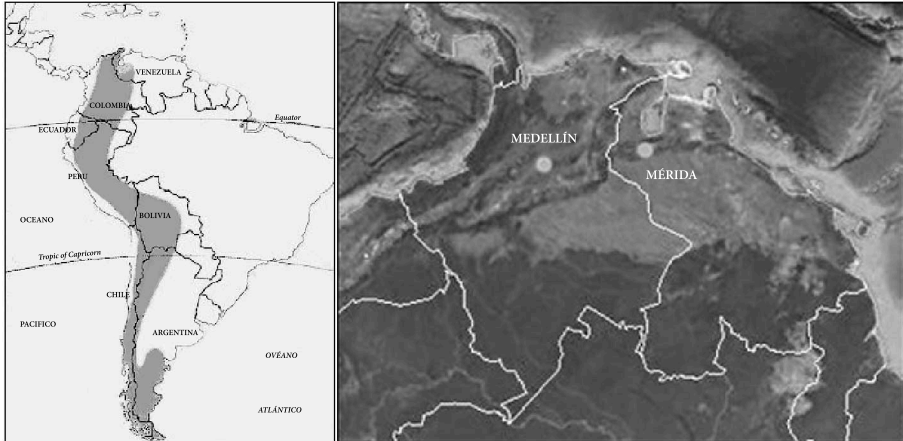 VENEZUELA
COLOMBIA
Equator
ECUADOR
PERU
OCEANO
BOLIVIA
Tropic of Capricorn
CHILE
PACIFICO
ARGENTINA
OVÉANO
ATLÁNTICO
MEDELLÍN
MÉRIDA